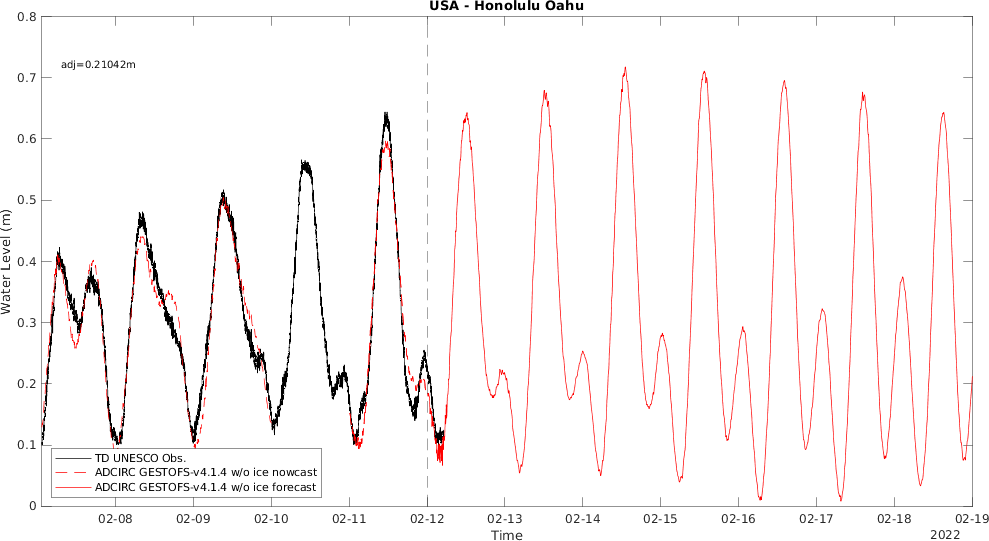 USA - Honolulu Oahu
0.8
0.7
0.6
0.5
0.4
0.3
0.2
0.1
0
Water Level (m)
adj=0.21042m
TD UNESCO Obs.
ADCIRC GESTOFS-v4.1.4 w/o ice nowcast
ADCIRC GESTOFS-v4.1.4 w/o ice forecast
02-08 02-09 02-10 02-11 02-12 02-13 02-14 02-15 02-16 02-17 02-18 02-19
Time
2022